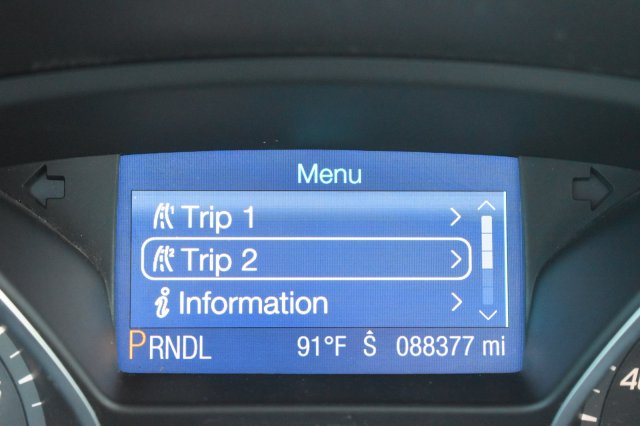 Menu
Trip 1
Trip 2
Information
PRNDL 91°F Ŝ 088377 mi